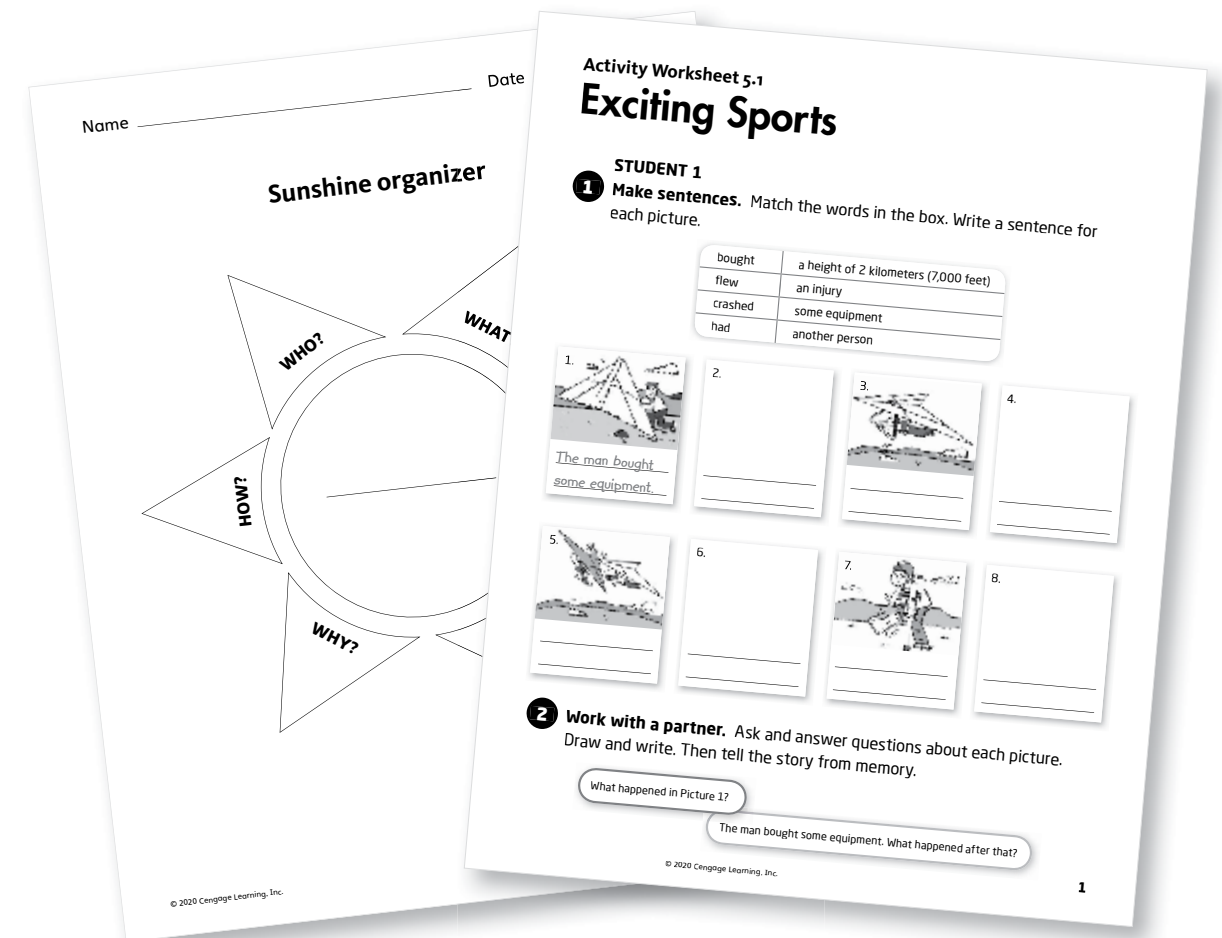 Name Date
Sunshine organizer
WHO?
WHAT
HOW?
WHY?
© 2020 Cengage Learning, Inc.
Activity Worksheet 5.1
Exciting Sports
STUDENT 1
1 Make sentences. Match the words in the box. Write a sentence for
each picture.
bought a height of 2 kilometers (7,000 feet)
flew an injury
crashed some equipment
had another person
1. 2. 3. 4.
The man bought
some equipment.
5. 6. 7. 8.
2 Work with a partner. Ask and answer questions about each picture.
Draw and write. Then tell the story from memory.
What happened in Picture 1?
The man bought some equipment. What happened after that?
© 2020 Cengage Learning, Inc.
1